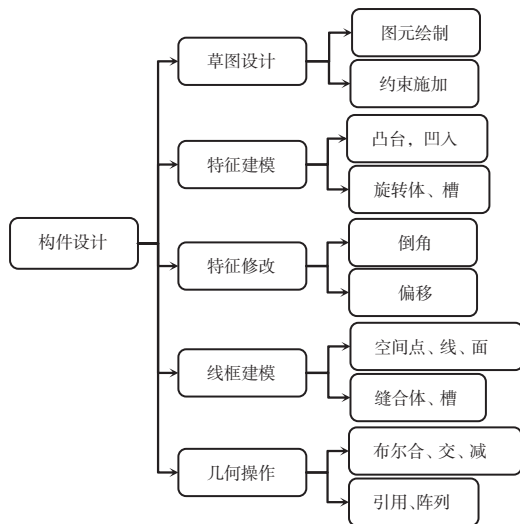 构件设计
草图设计
图元绘制
约束施加
特征建模
凸台，凹入
旋转体、槽
特征修改
倒角
偏移
线框建模
空间点、线、面
缝合体、槽
几何操作
布尔合、交、减
引用、阵列